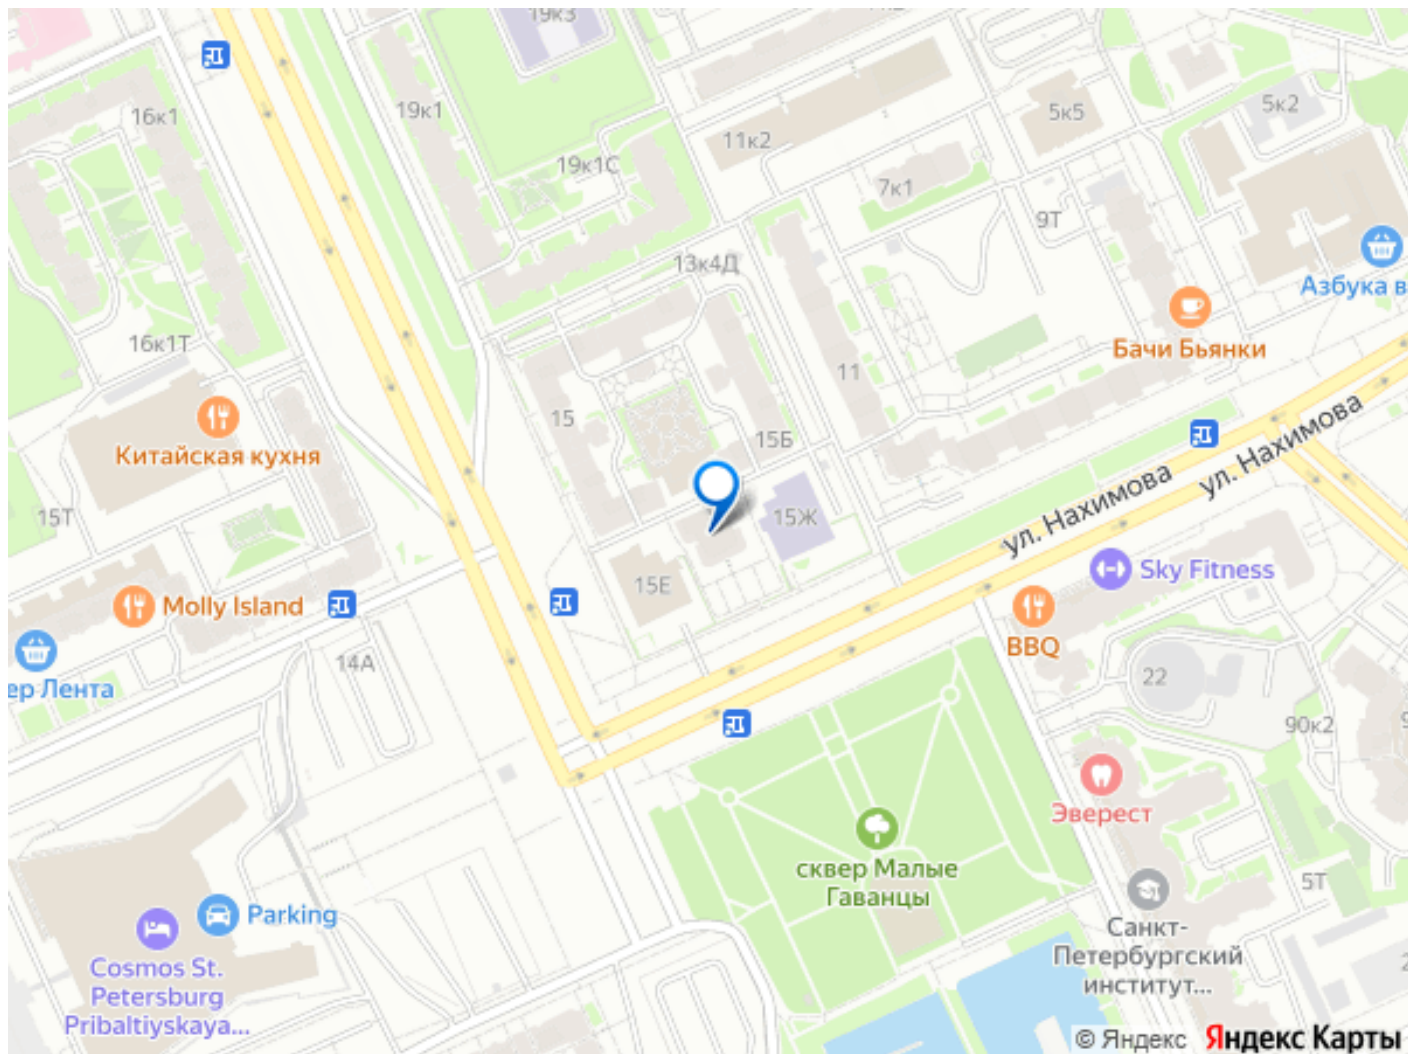 19к3
5к2
16к1
19к1
5к5
11к2
19к1С
7к1
9Т
13к4Д
Азбука в
16к1Т
Бачи Бьянки
11
15
15Б
Китайская кухня
ул. Нахимова
ул. Нахимова
15Т
15Ж
Sky Fitness
15Е
Molly Island
BBQ
14А
22
ер Лента
90к2
Эверест
сквер Малые
Гаванцы
5Т
Parking
Санкт-
Петербургский
институт...
Cosmos St.
Petersburg
Pribaltiyskaya...
© Яндекс Яндекс Карты